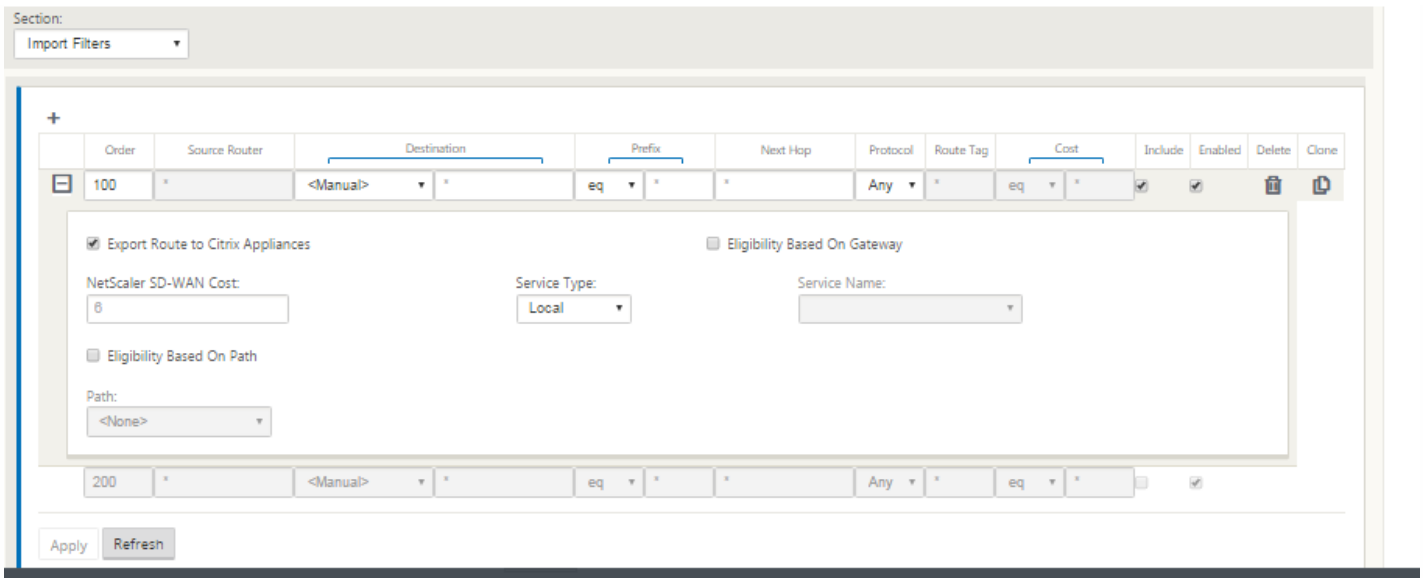 Section:
Import Filters
+
Order Source Router Destination Prefix Next Hop Protocol Route Tag Cost Include Enabled Delete Clone
100 * <Manual> * eq * * Any * eq *
Export Route to Citrix Appliances Eligibility Based On Gateway
NetScaler SD-WAN Cost: Service Type: Service Name:
6 Local
Eligibility Based On Path
Path:
<None>
200 * <Manual> * eq * * Any * eq *
Apply Refresh